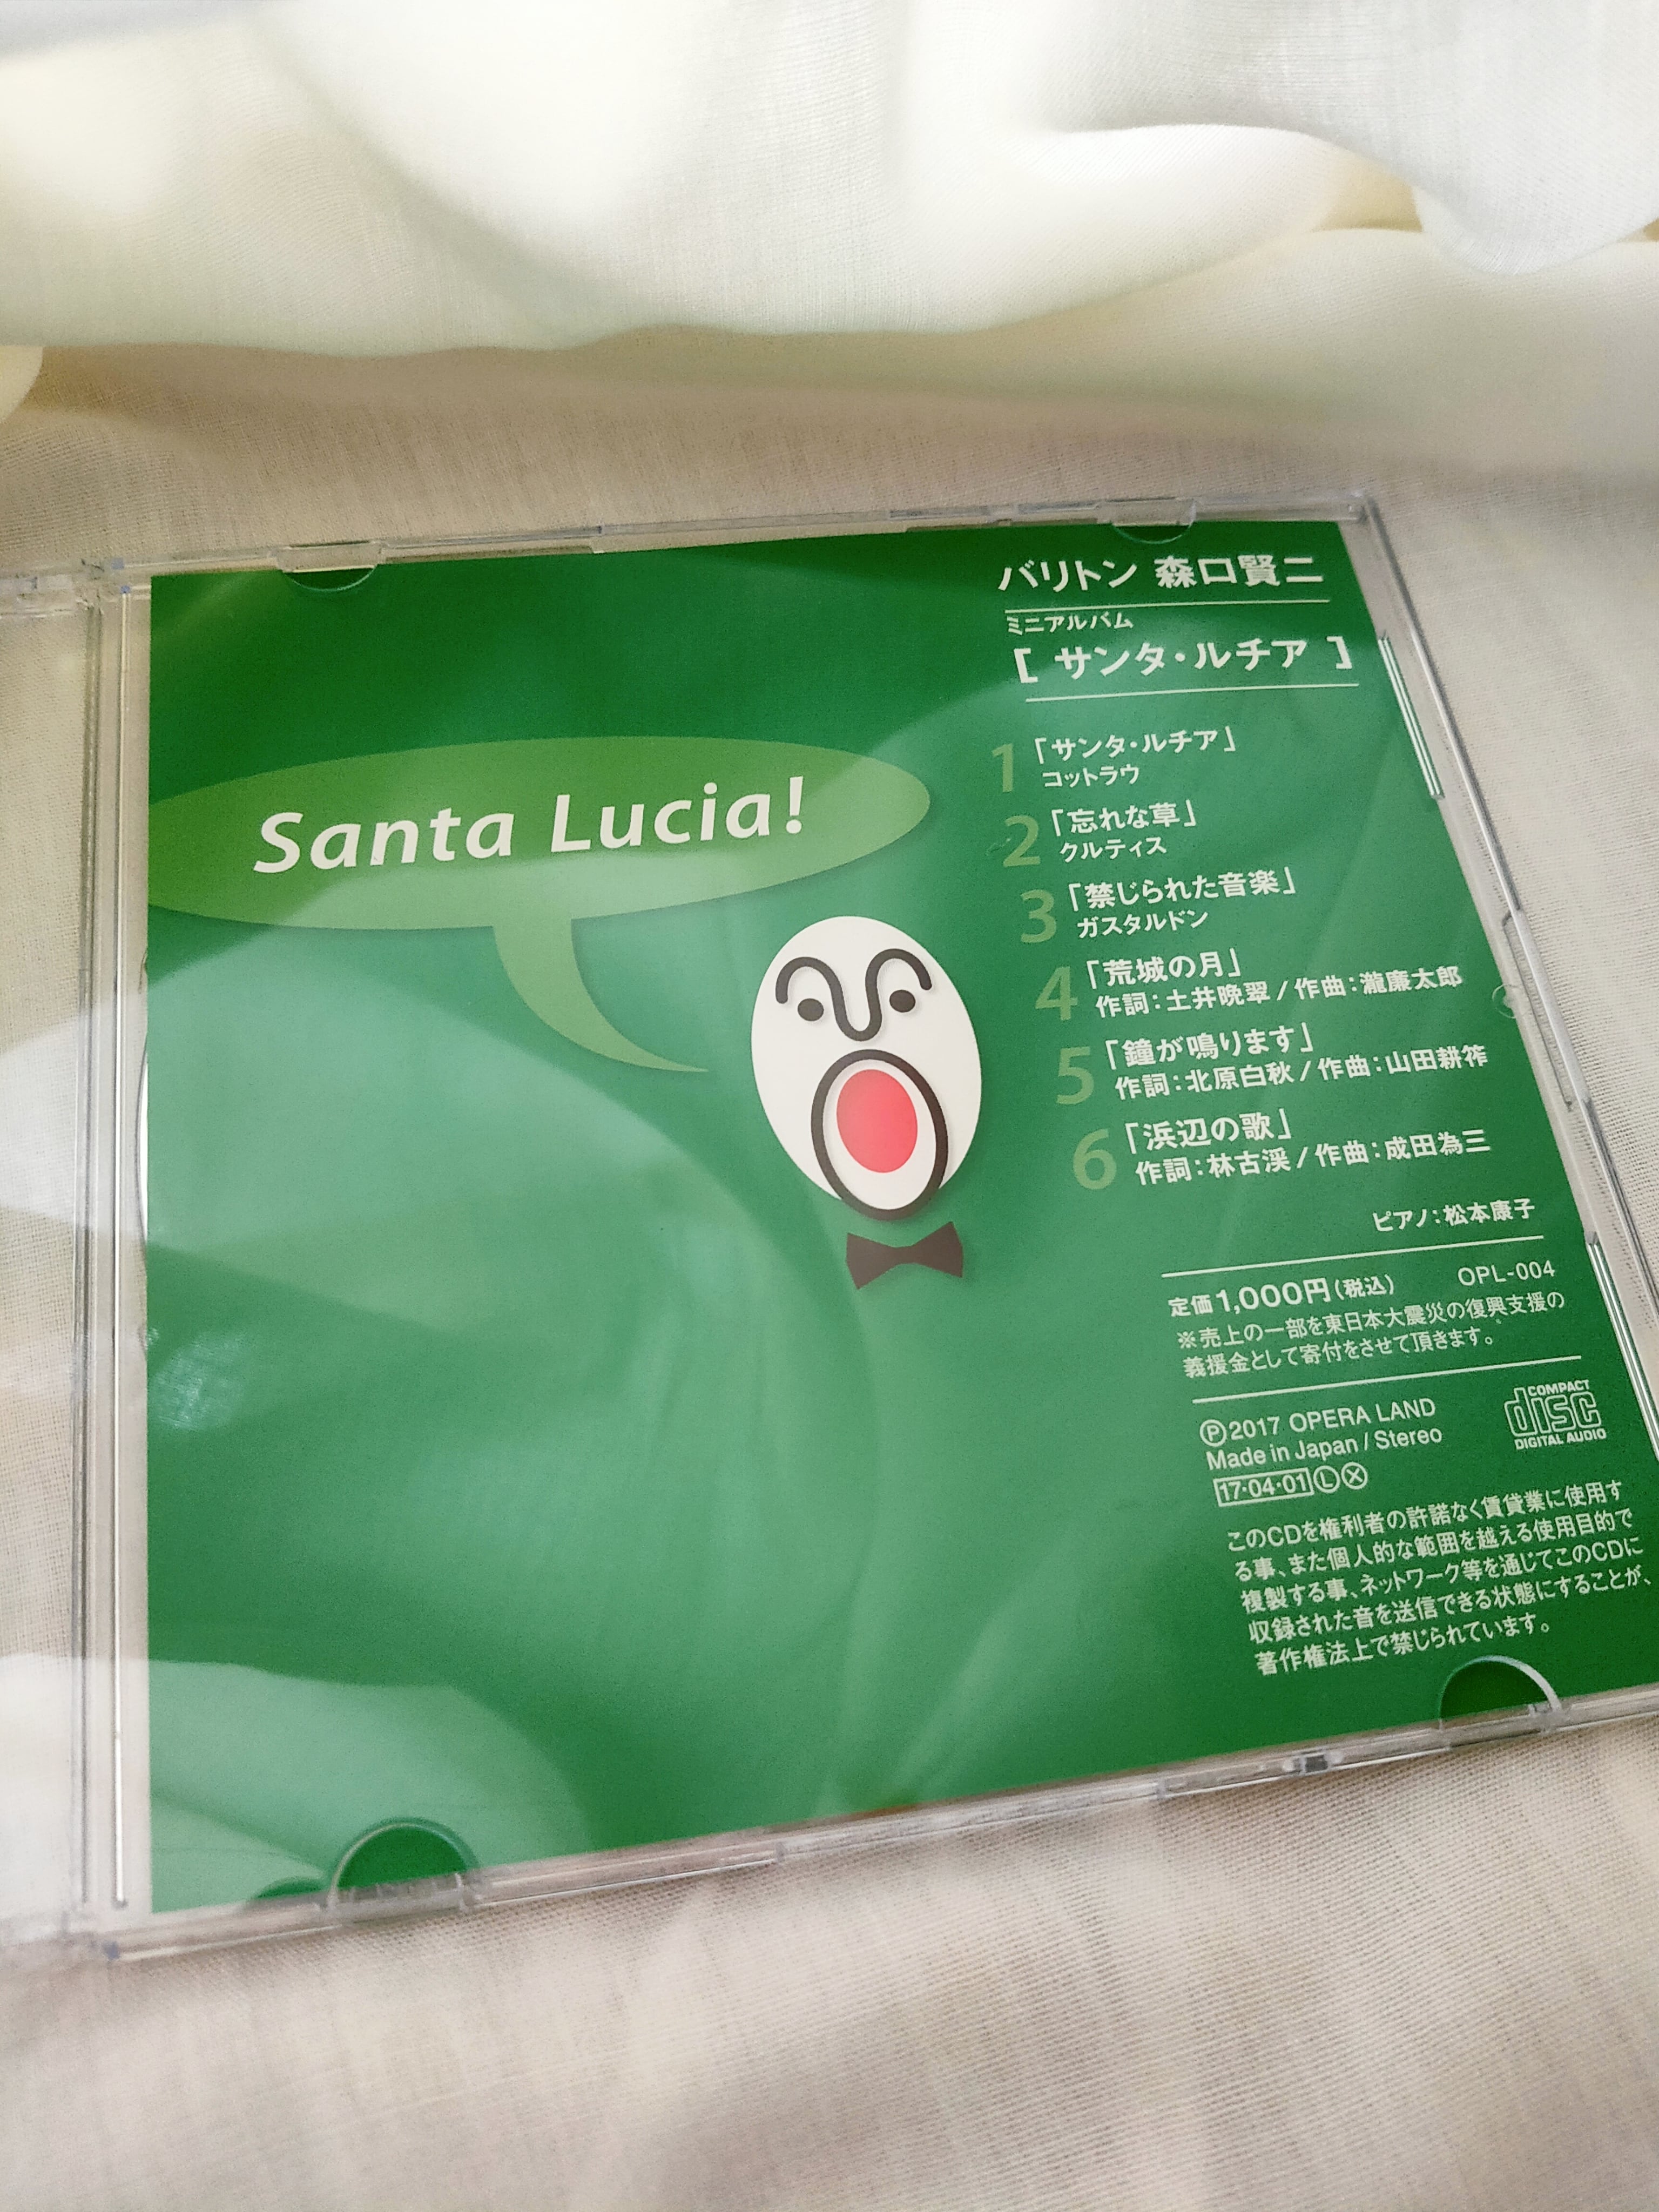 バリトン 森口賢二
ミニアルバム
[ サンタ・ルチア ]
Santa Lucia!
1 「サンタ・ルチア」
コットラウ
2 「忘れな草」
クルティス
3 「禁じられた音楽」
ガスタルドン
4 「荒城の月」
作詞：土井晩翠 / 作曲：瀧廉太郎
5 「鐘が鳴ります」
作詞：北原白秋 / 作曲：山田耕筰
6 「浜辺の歌」
作詞：林古渓 / 作曲：成田為三
ピアノ：松本康子
定価1,000円(税込) OPL-004
※売上の一部を東日本大震災の復興支援の
義援金として寄付をさせて頂きます。
Ⓟ2017 OPERA LAND
Made in Japan / Stereo
17·04·01 Ⓛ Ⓧ
COMPACT
disc
DIGITAL AUDIO
このCDを権利者の許諾なく賃貸業に使用す
る事、また個人的な範囲を越える使用目的で
複製する事、ネットワーク等を通じてこのCDに
収録された音を送信できる状態にすることが、
著作権法上で禁じられています。